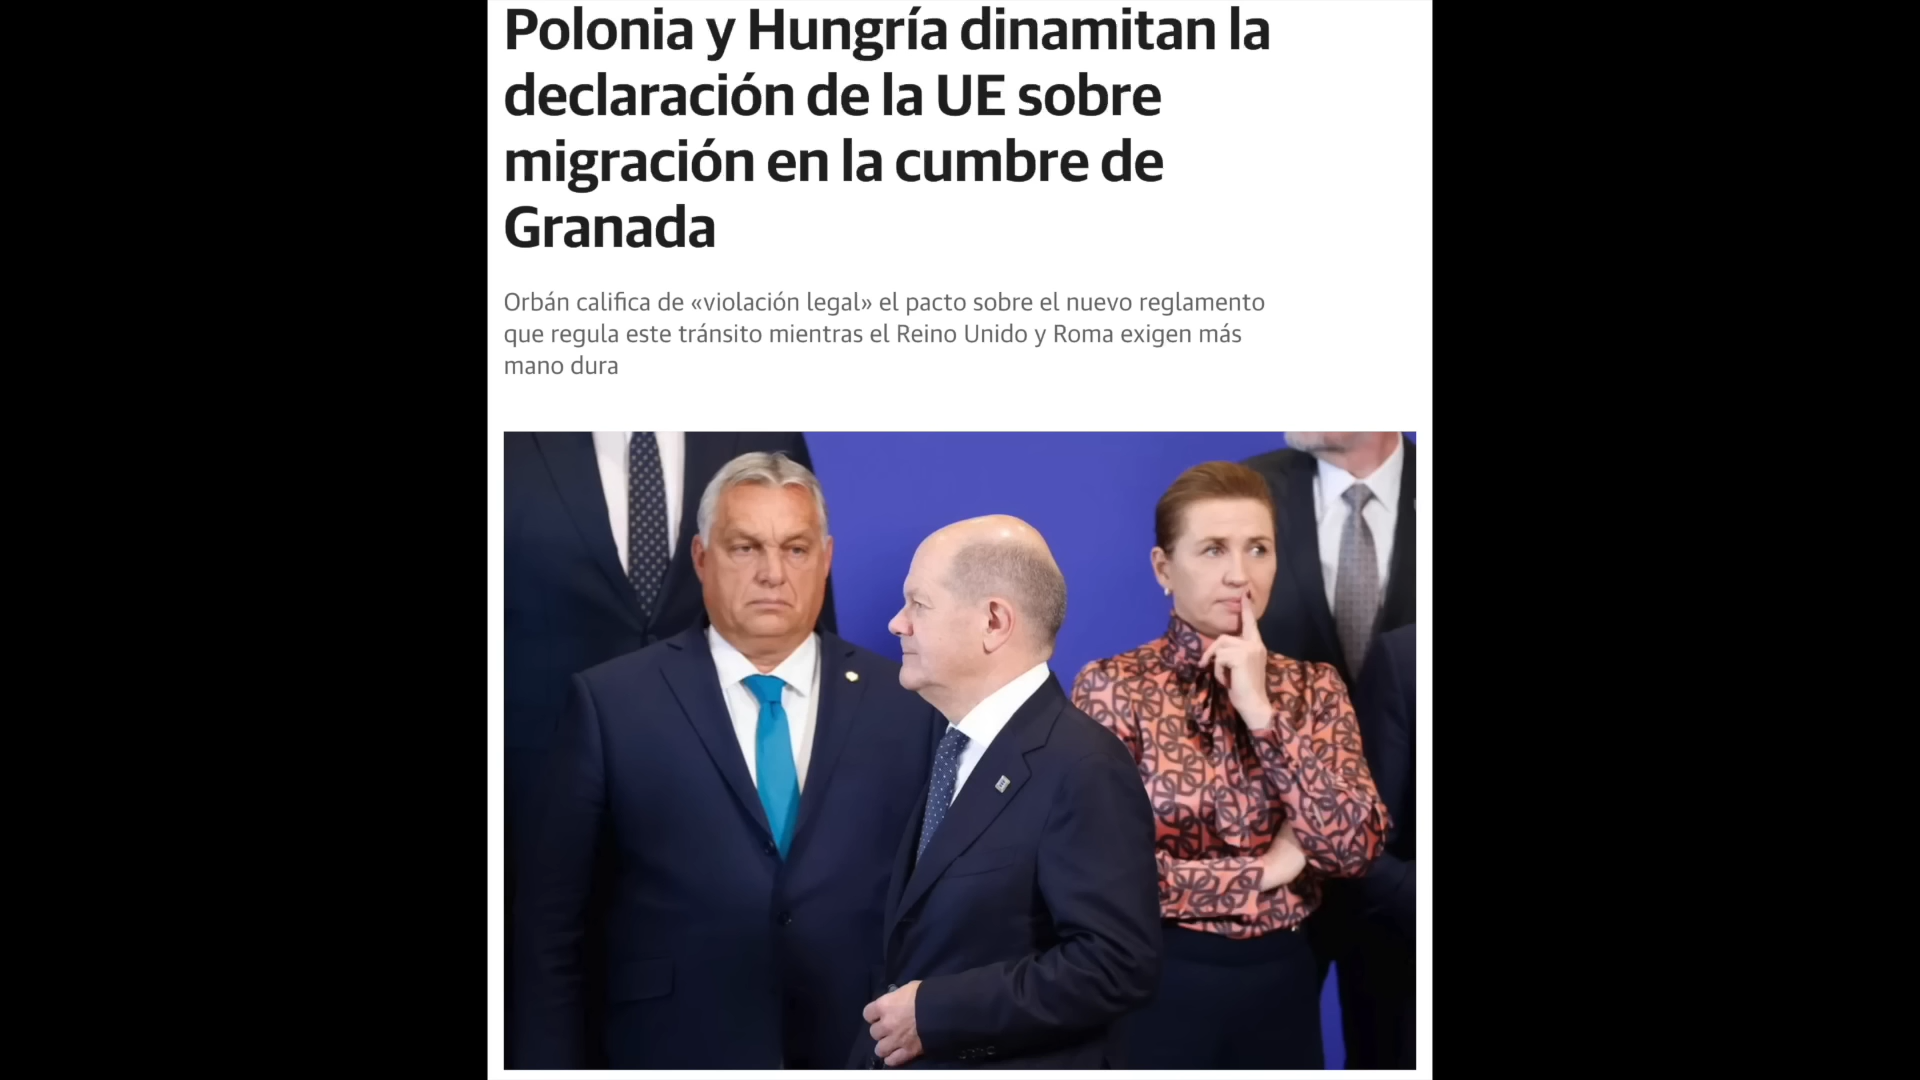 Polonia y Hungría dinamitan la
declaración de la UE sobre
migración en la cumbre de
Granada
Orbán califica de «violación legal» el pacto sobre el nuevo reglamento
que regula este tránsito mientras el Reino Unido y Roma exigen más
mano dura